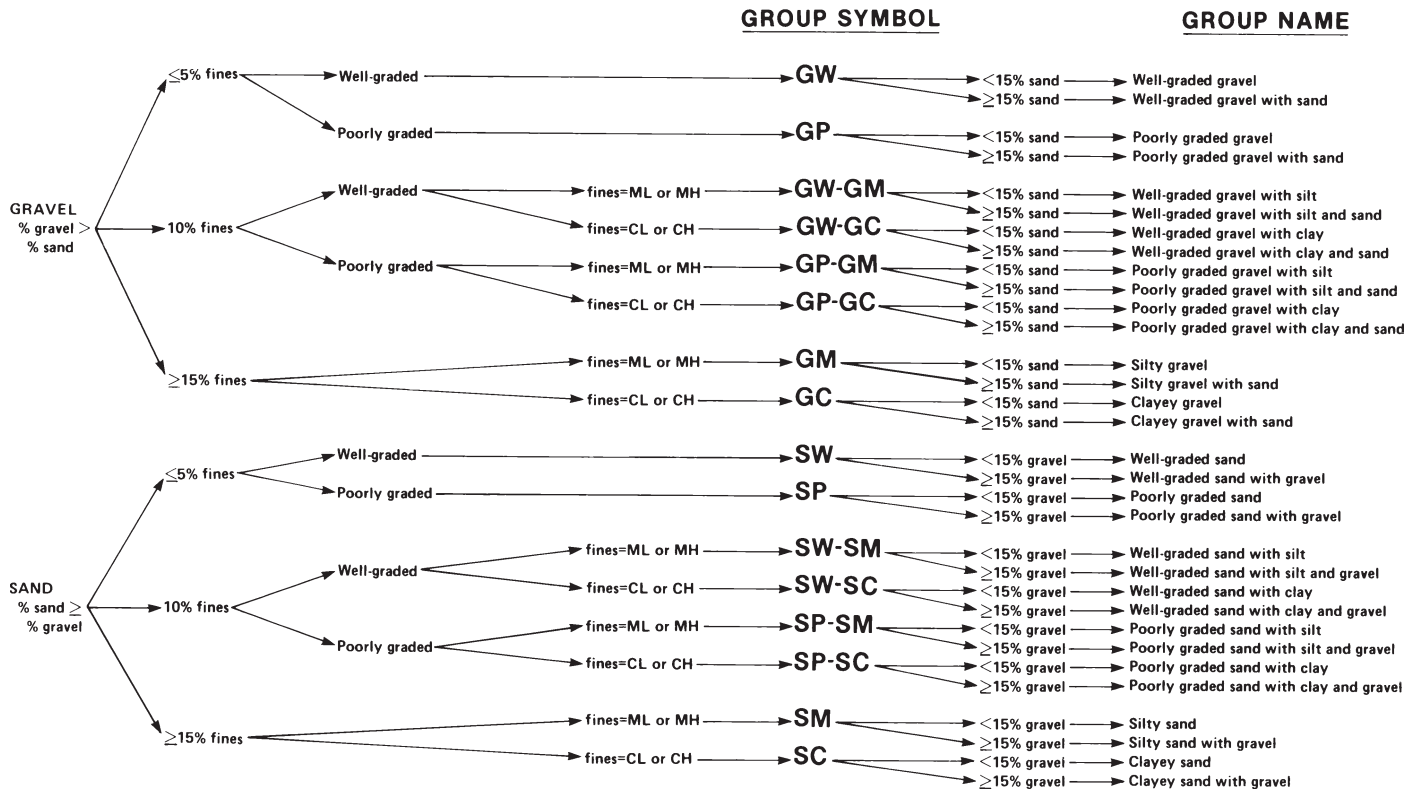 GROUP SYMBOL GROUP NAME
≤5% fines Well-graded GW <15% sand Well-graded gravel
≥15% sand Well-graded gravel with sand
Poorly graded GP <15% sand Poorly graded gravel
≥15% sand Poorly graded gravel with sand
GRAVEL
% gravel >
% sand
10% fines Well-graded fines=ML or MH GW-GM <15% sand Well-graded gravel with silt
≥15% sand Well-graded gravel with silt and sand
fines=CL or CH GW-GC <15% sand Well-graded gravel with clay
≥15% sand Well-graded gravel with clay and sand
Poorly graded fines=ML or MH GP-GM <15% sand Poorly graded gravel with silt
≥15% sand Poorly graded gravel with silt and sand
fines=CL or CH GP-GC <15% sand Poorly graded gravel with clay
≥15% sand Poorly graded gravel with clay and sand
≥15% fines fines=ML or MH GM <15% sand Silty gravel
≥15% sand Silty gravel with sand
fines=CL or CH GC <15% sand Clayey gravel
≥15% sand Clayey gravel with sand
≤5% fines Well-graded SW <15% gravel Well-graded sand
≥15% gravel Well-graded sand with gravel
Poorly graded SP <15% gravel Poorly graded sand
≥15% gravel Poorly graded sand with gravel
SAND
% sand ≥
% gravel
10% fines Well-graded fines=ML or MH SW-SM <15% gravel Well-graded sand with silt
≥15% gravel Well-graded sand with silt and gravel
fines=CL or CH SW-SC <15% gravel Well-graded sand with clay
≥15% gravel Well-graded sand with clay and gravel
Poorly graded fines=ML or MH SP-SM <15% gravel Poorly graded sand with silt
≥15% gravel Poorly graded sand with silt and gravel
fines=CL or CH SP-SC <15% gravel Poorly graded sand with clay
≥15% gravel Poorly graded sand with clay and gravel
≥15% fines fines=ML or MH SM <15% gravel Silty sand
≥15% gravel Silty sand with gravel
fines=CL or CH SC <15% gravel Clayey sand
≥15% gravel Clayey sand with gravel